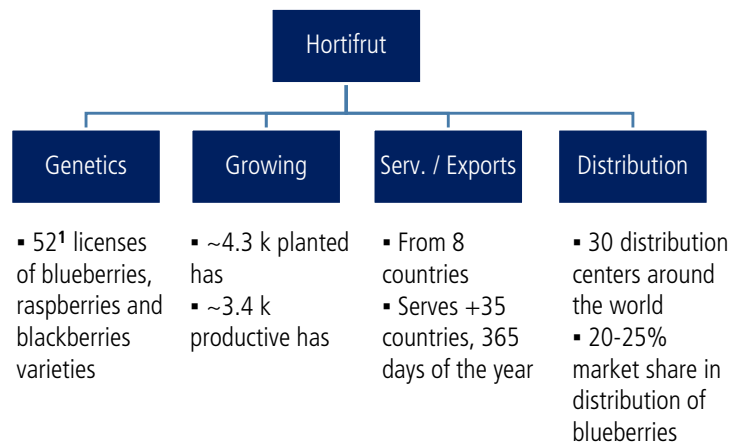 Hortifrut
Genetics
Growing
Serv. / Exports
Distribution
▪ 52¹ licenses
of blueberries,
raspberries and
blackberries
varieties
▪ ~4.3 k planted
has
▪ ~3.4 k
productive has
▪ From 8
countries
▪ Serves +35
countries, 365
days of the year
▪ 30 distribution
centers around
the world
▪ 20-25%
market share in
distribution of
blueberries